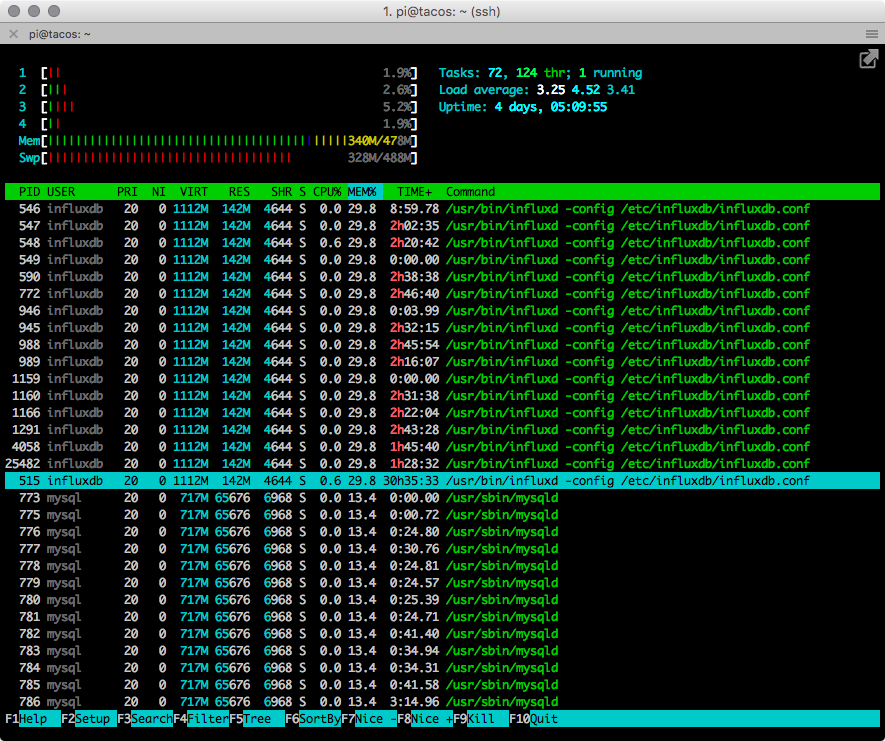 1. pi@tacos: ~ (ssh)
pi@tacos: ~
1 [|| 1.9%] Tasks: 72, 124 thr; 1 running
2 [||| 2.6%] Load average: 3.25 4.52 3.41
3 [|||| 5.2%] Uptime: 4 days, 05:09:55
4 [|| 1.9%]
Mem[|||||||||||||||||||||||||||||||||||||||||||340M/478M]
Swp[||||||||||||||||||||||||||||||||||| 328M/488M]
PID USER PRI NI VIRT RES SHR S CPU% MEM% TIME+ Command
546 influxdb 20 0 1112M 142M 4644 S 0.0 29.8 8:59.78 /usr/bin/influxd -config /etc/influxdb/influxdb.conf
547 influxdb 20 0 1112M 142M 4644 S 0.0 29.8 2h02:35 /usr/bin/influxd -config /etc/influxdb/influxdb.conf
548 influxdb 20 0 1112M 142M 4644 S 0.6 29.8 2h20:42 /usr/bin/influxd -config /etc/influxdb/influxdb.conf
549 influxdb 20 0 1112M 142M 4644 S 0.0 29.8 0:00.00 /usr/bin/influxd -config /etc/influxdb/influxdb.conf
590 influxdb 20 0 1112M 142M 4644 S 0.0 29.8 2h38:38 /usr/bin/influxd -config /etc/influxdb/influxdb.conf
772 influxdb 20 0 1112M 142M 4644 S 0.0 29.8 2h46:40 /usr/bin/influxd -config /etc/influxdb/influxdb.conf
946 influxdb 20 0 1112M 142M 4644 S 0.0 29.8 0:03.99 /usr/bin/influxd -config /etc/influxdb/influxdb.conf
945 influxdb 20 0 1112M 142M 4644 S 0.0 29.8 2h32:15 /usr/bin/influxd -config /etc/influxdb/influxdb.conf
988 influxdb 20 0 1112M 142M 4644 S 0.0 29.8 2h45:54 /usr/bin/influxd -config /etc/influxdb/influxdb.conf
989 influxdb 20 0 1112M 142M 4644 S 0.0 29.8 2h16:07 /usr/bin/influxd -config /etc/influxdb/influxdb.conf
1159 influxdb 20 0 1112M 142M 4644 S 0.0 29.8 0:00.00 /usr/bin/influxd -config /etc/influxdb/influxdb.conf
1160 influxdb 20 0 1112M 142M 4644 S 0.0 29.8 2h31:38 /usr/bin/influxd -config /etc/influxdb/influxdb.conf
1166 influxdb 20 0 1112M 142M 4644 S 0.0 29.8 2h22:04 /usr/bin/influxd -config /etc/influxdb/influxdb.conf
1291 influxdb 20 0 1112M 142M 4644 S 0.0 29.8 2h43:28 /usr/bin/influxd -config /etc/influxdb/influxdb.conf
4058 influxdb 20 0 1112M 142M 4644 S 0.0 29.8 1h45:40 /usr/bin/influxd -config /etc/influxdb/influxdb.conf
25482 influxdb 20 0 1112M 142M 4644 S 0.0 29.8 1h28:32 /usr/bin/influxd -config /etc/influxdb/influxdb.conf
515 influxdb 20 0 1112M 142M 4644 S 0.6 29.8 30h35:33 /usr/bin/influxd -config /etc/influxdb/influxdb.conf
773 mysql 20 0 717M 65676 6968 S 0.0 13.4 0:00.00 /usr/sbin/mysqld
775 mysql 20 0 717M 65676 6968 S 0.0 13.4 0:00.72 /usr/sbin/mysqld
776 mysql 20 0 717M 65676 6968 S 0.0 13.4 0:24.80 /usr/sbin/mysqld
777 mysql 20 0 717M 65676 6968 S 0.0 13.4 0:30.76 /usr/sbin/mysqld
778 mysql 20 0 717M 65676 6968 S 0.0 13.4 0:24.81 /usr/sbin/mysqld
779 mysql 20 0 717M 65676 6968 S 0.0 13.4 0:24.57 /usr/sbin/mysqld
780 mysql 20 0 717M 65676 6968 S 0.0 13.4 0:25.39 /usr/sbin/mysqld
781 mysql 20 0 717M 65676 6968 S 0.0 13.4 0:24.71 /usr/sbin/mysqld
782 mysql 20 0 717M 65676 6968 S 0.0 13.4 0:41.40 /usr/sbin/mysqld
783 mysql 20 0 717M 65676 6968 S 0.0 13.4 0:34.94 /usr/sbin/mysqld
784 mysql 20 0 717M 65676 6968 S 0.0 13.4 0:34.31 /usr/sbin/mysqld
785 mysql 20 0 717M 65676 6968 S 0.0 13.4 0:41.58 /usr/sbin/mysqld
786 mysql 20 0 717M 65676 6968 S 0.0 13.4 3:14.96 /usr/sbin/mysqld
F1Help F2Setup F3SearchF4FilterF5Tree F6SortByF7Nice -F8Nice +F9Kill F10Quit